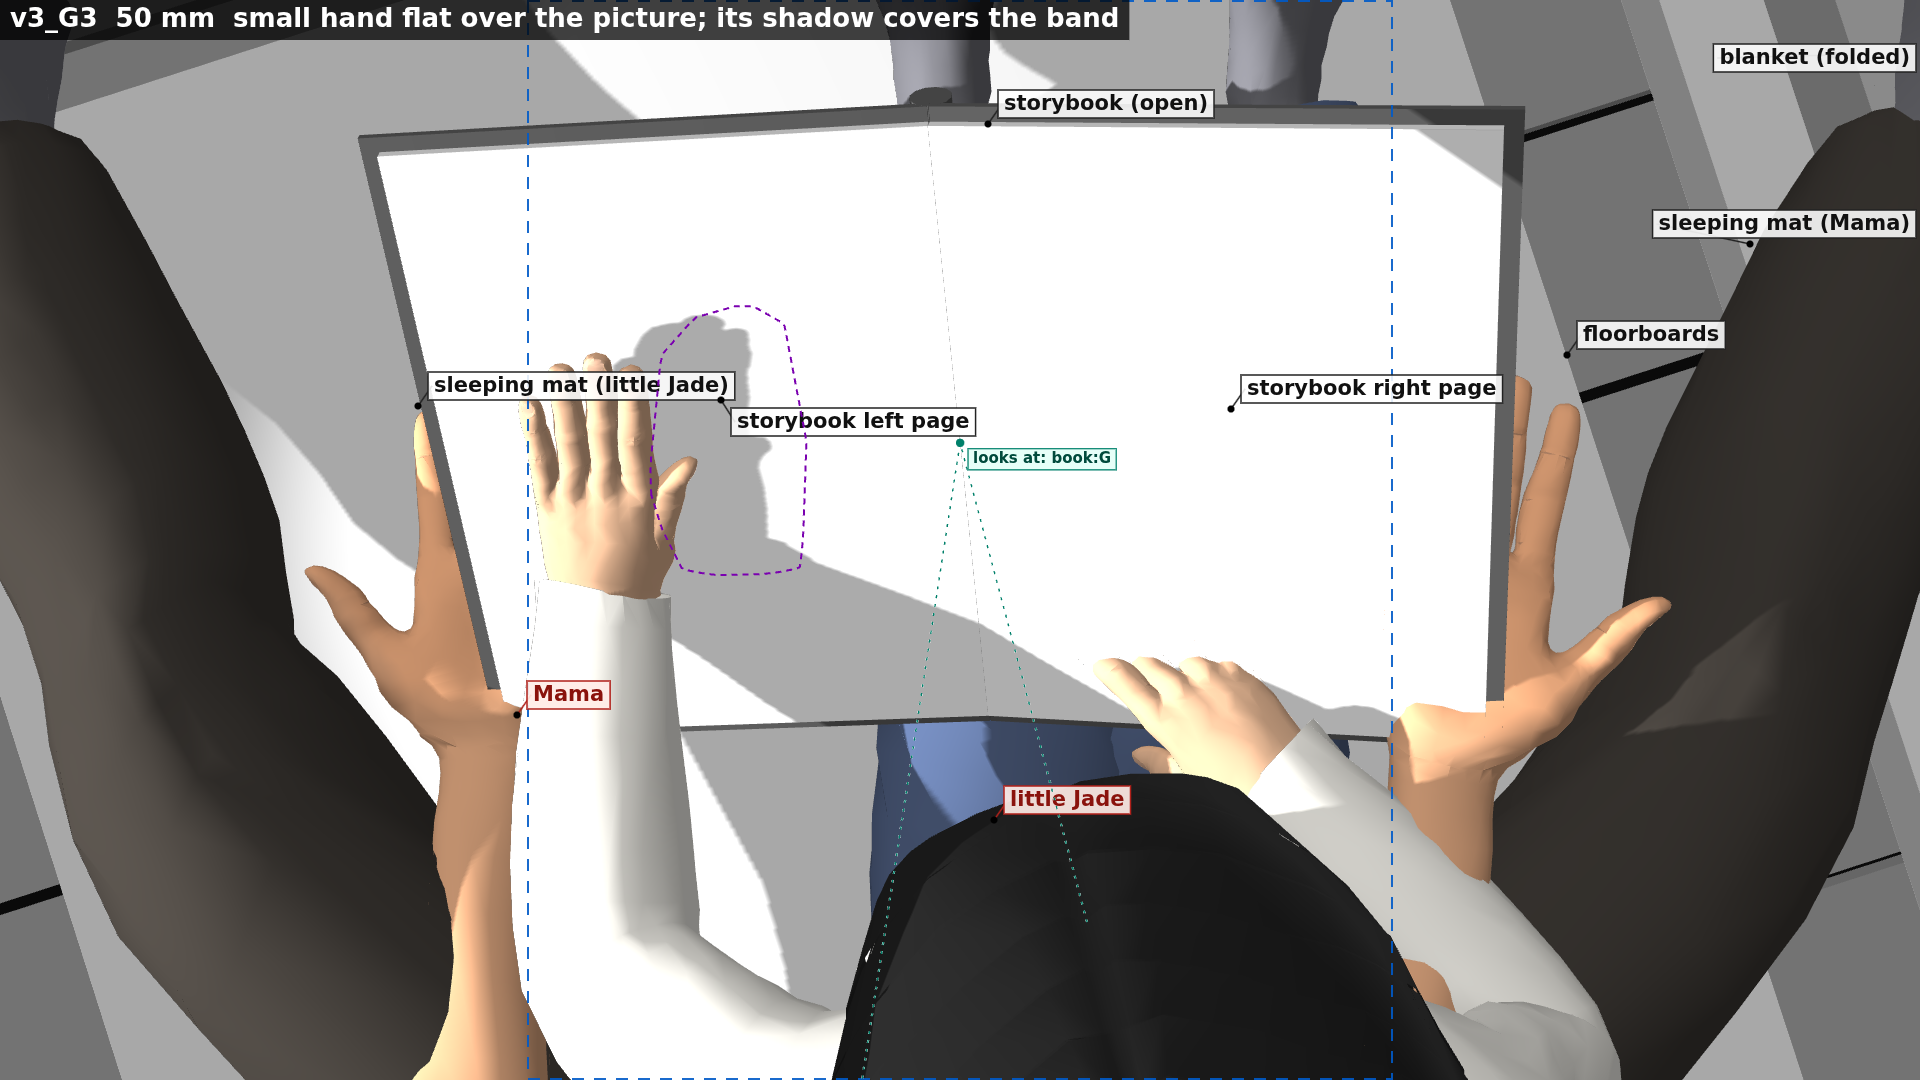 v3_G3  50 mm  small hand flat over the picture; its shadow covers the band
blanket (folded)
storybook (open)
sleeping mat (Mama)
floorboards
sleeping mat (little Jade)
storybook right page
storybook left page
looks at: book:G
Mama
little Jade